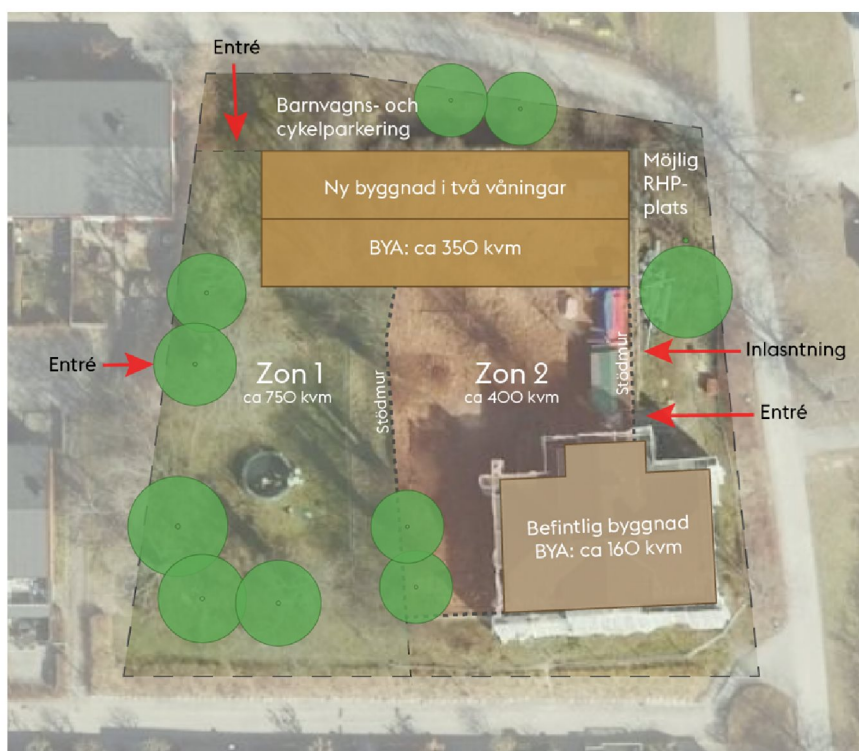 Entré
Barnvagns- och
cykelparkering
Ny byggnad i två våningar
BYA: ca 350 kvm
Möjlig
RHP-
plats
Entré
Zon 1
ca 750 kvm
Stödmur
Zon 2
ca 400 kvm
Stödmur
Inlasntning
Entré
Befintlig byggnad
BYA: ca 160 kvm